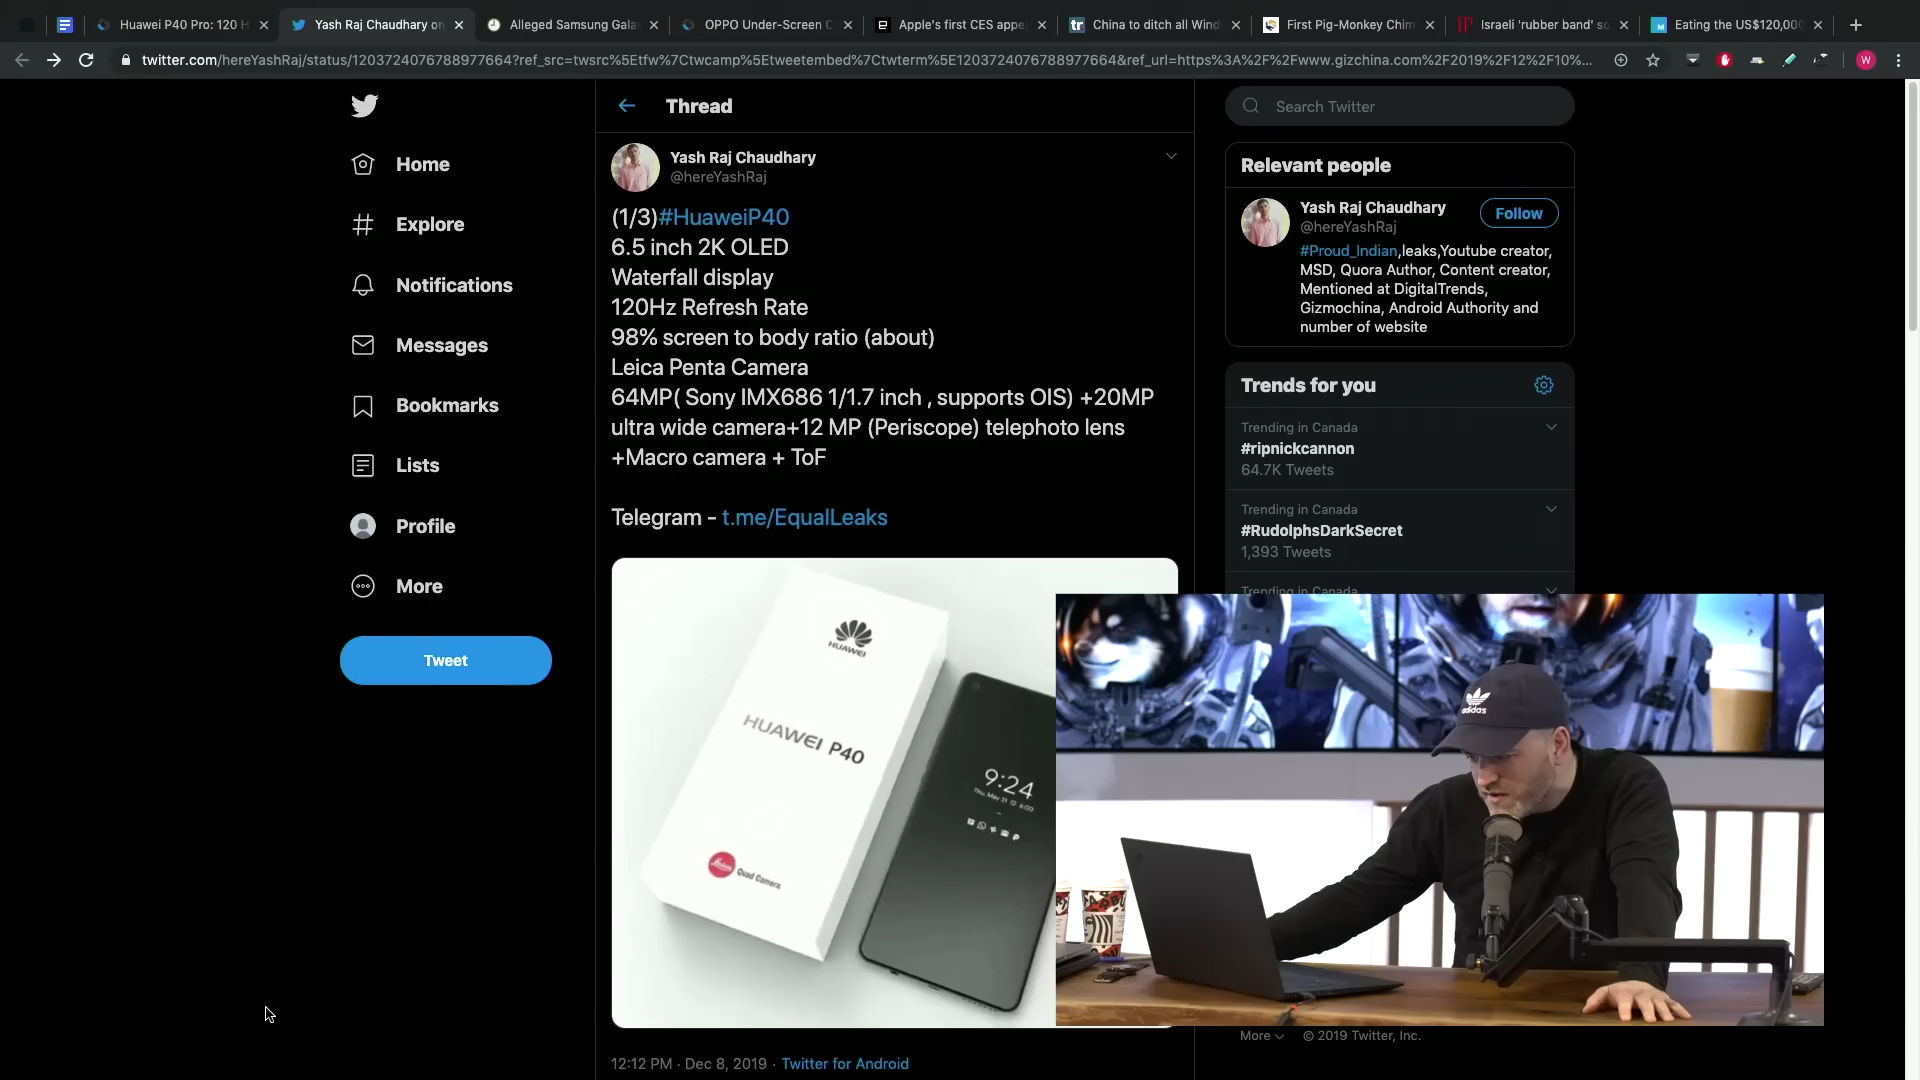 Huawei P40 Pro: 120 H
Yash Raj Chaudhary on
Alleged Samsung Gala
OPPO Under-Screen C
Apple's first CES appe
China to ditch all Wind
First Pig-Monkey Chim
Israeli 'rubber band' so
Eating the US$120,000
twitter.com/hereYashRaj/status/1203724076788977664?ref_src=twsrc%5Etfw%7Ctwcamp%5Etweetembed%7Ctwterm%5E1203724076788977664&ref_url=https%3A%2F%2Fwww.gizchina.com%2F2019%2F12%2F10%...
W
Home
Explore
Notifications
Messages
Bookmarks
Lists
Profile
More
Tweet
Thread
Yash Raj Chaudhary
@hereYashRaj
(1/3)#HuaweiP40
6.5 inch 2K OLED
Waterfall display
120Hz Refresh Rate
98% screen to body ratio (about)
Leica Penta Camera
64MP( Sony IMX686 1/1.7 inch , supports OIS) +20MP
ultra wide camera+12 MP (Periscope) telephoto lens
+Macro camera + ToF
Telegram - t.me/EqualLeaks
HUAWEI
HUAWEI P40
Leica
Quad Camera
9:24
12:12 PM · Dec 8, 2019 · Twitter for Android
Search Twitter
Relevant people
Yash Raj Chaudhary
@hereYashRaj
Follow
#Proud_Indian,leaks,Youtube creator,
MSD, Quora Author, Content creator,
Mentioned at DigitalTrends,
Gizmochina, Android Authority and
number of website
Trends for you
Trending in Canada
#ripnickcannon
64.7K Tweets
Trending in Canada
#RudolphsDarkSecret
1,393 Tweets
Trending in Canada
adidas
More
© 2019 Twitter, Inc.